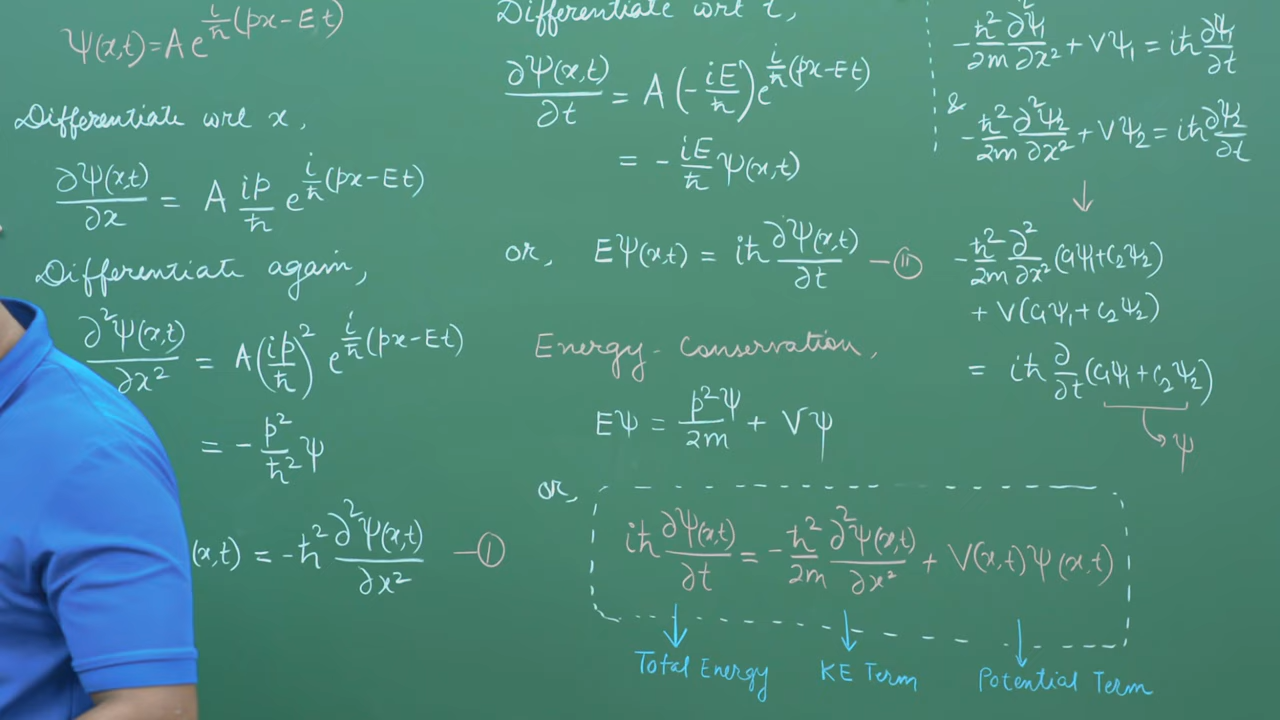 Ψ(x,t) = A e^{i/ħ (px - Et)}
Differentiate wrt x,
∂Ψ(x,t)/∂x = A ip/ħ e^{i/ħ (px - Et)}
Differentiate again,
∂²Ψ(x,t)/∂x² = A (ip/ħ)² e^{i/ħ (px - Et)}
= - p²/ħ² Ψ
(x,t) = -ħ² ∂²Ψ(x,t)/∂x² — (I)
Differentiate wrt t,
∂Ψ(x,t)/∂t = A (-iE/ħ) e^{i/ħ (px - Et)}
= - iE/ħ Ψ(x,t)
or, EΨ(x,t) = iħ ∂Ψ(x,t)/∂t — (II)
Energy-Conservation,
EΨ = p²Ψ/2m + VΨ
or,
iħ ∂Ψ(x,t)/∂t = - ħ²/2m ∂²Ψ(x,t)/∂x² + V(x,t)Ψ(x,t)
Total Energy KE Term Potential Term
-ħ²/2m ∂²Ψ₁/∂x² + VΨ₁ = iħ ∂Ψ₁/∂t
&
-ħ²/2m ∂²Ψ₂/∂x² + VΨ₂ = iħ ∂Ψ₂/∂t
↓
-ħ²/2m ∂²/∂x² (c₁Ψ₁ + c₂Ψ₂)
+ V(c₁Ψ₁ + c₂Ψ₂)
= iħ ∂/∂t (c₁Ψ₁ + c₂Ψ₂)
Ψ